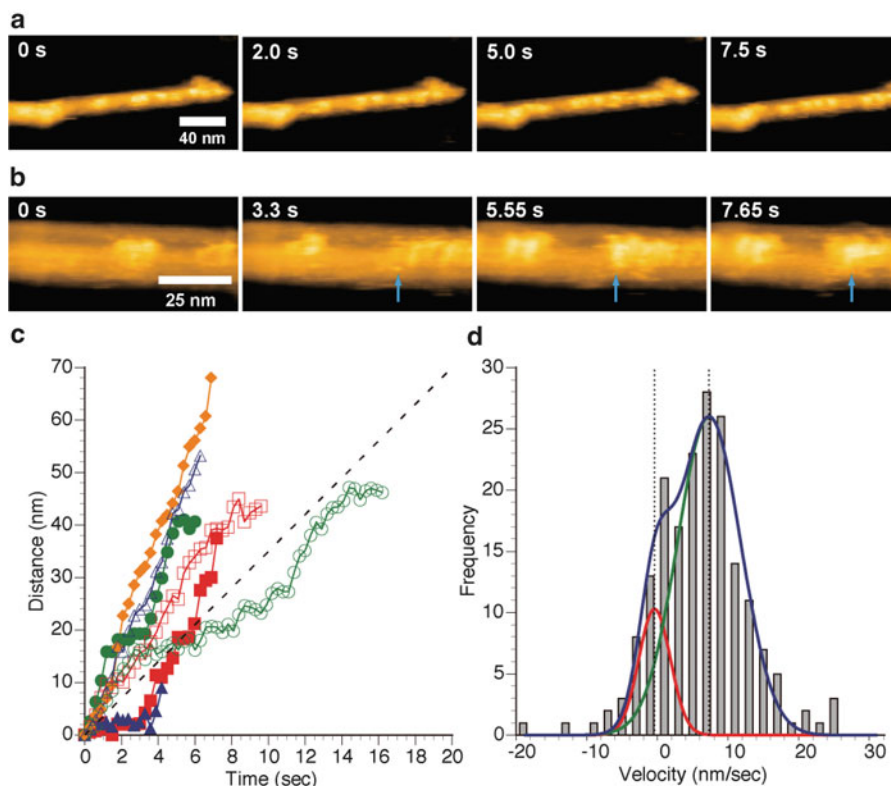 a
0 s
2.0 s
5.0 s
7.5 s
40 nm
b
0 s
3.3 s
5.55 s
7.65 s
25 nm
c
70
60
50
40
30
20
10
0
Distance (nm)
0 2 4 6 8 10 12 14 16 18 20
Time (sec)
d
30
25
20
15
10
5
0
Frequency
-20 -10 0 10 20 30
Velocity (nm/sec)